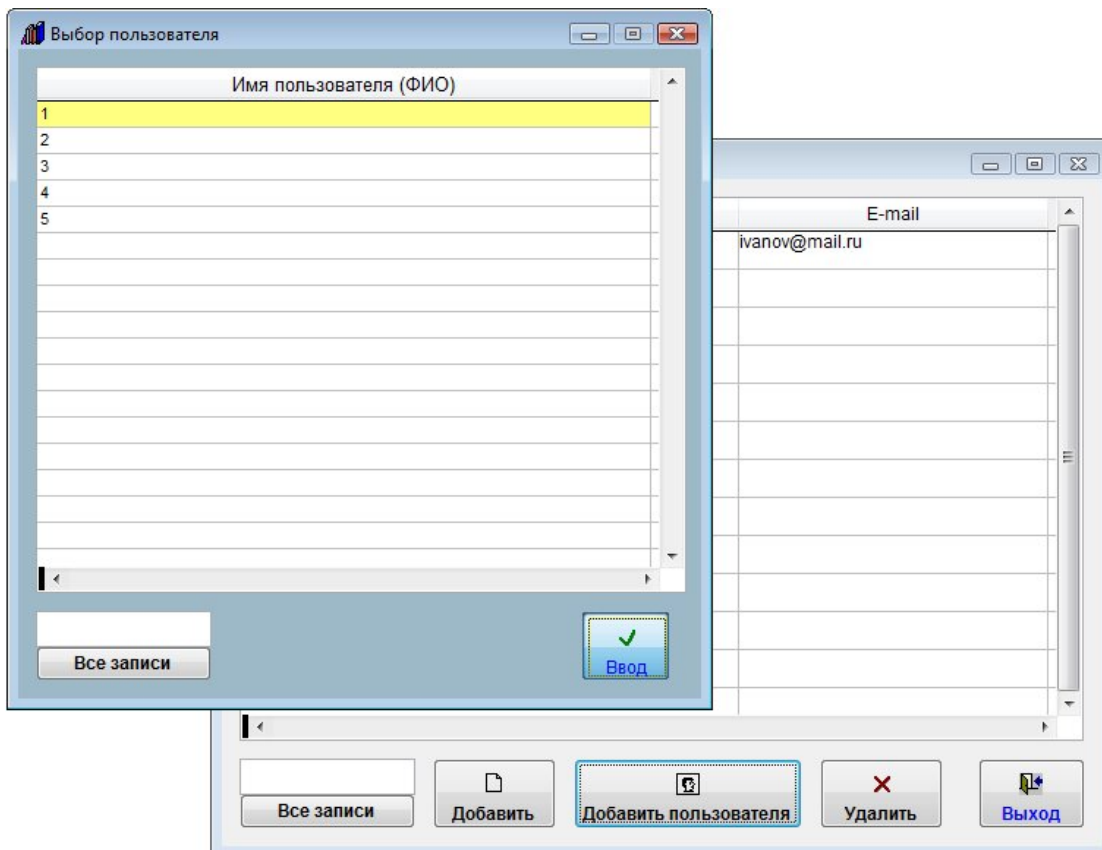 Выбор пользователя
Имя пользователя (ФИО)
1
2
3
4
5
Все записи
Ввод
E-mail
ivanov@mail.ru
Все записи
Добавить
Добавить пользователя
Удалить
Выход